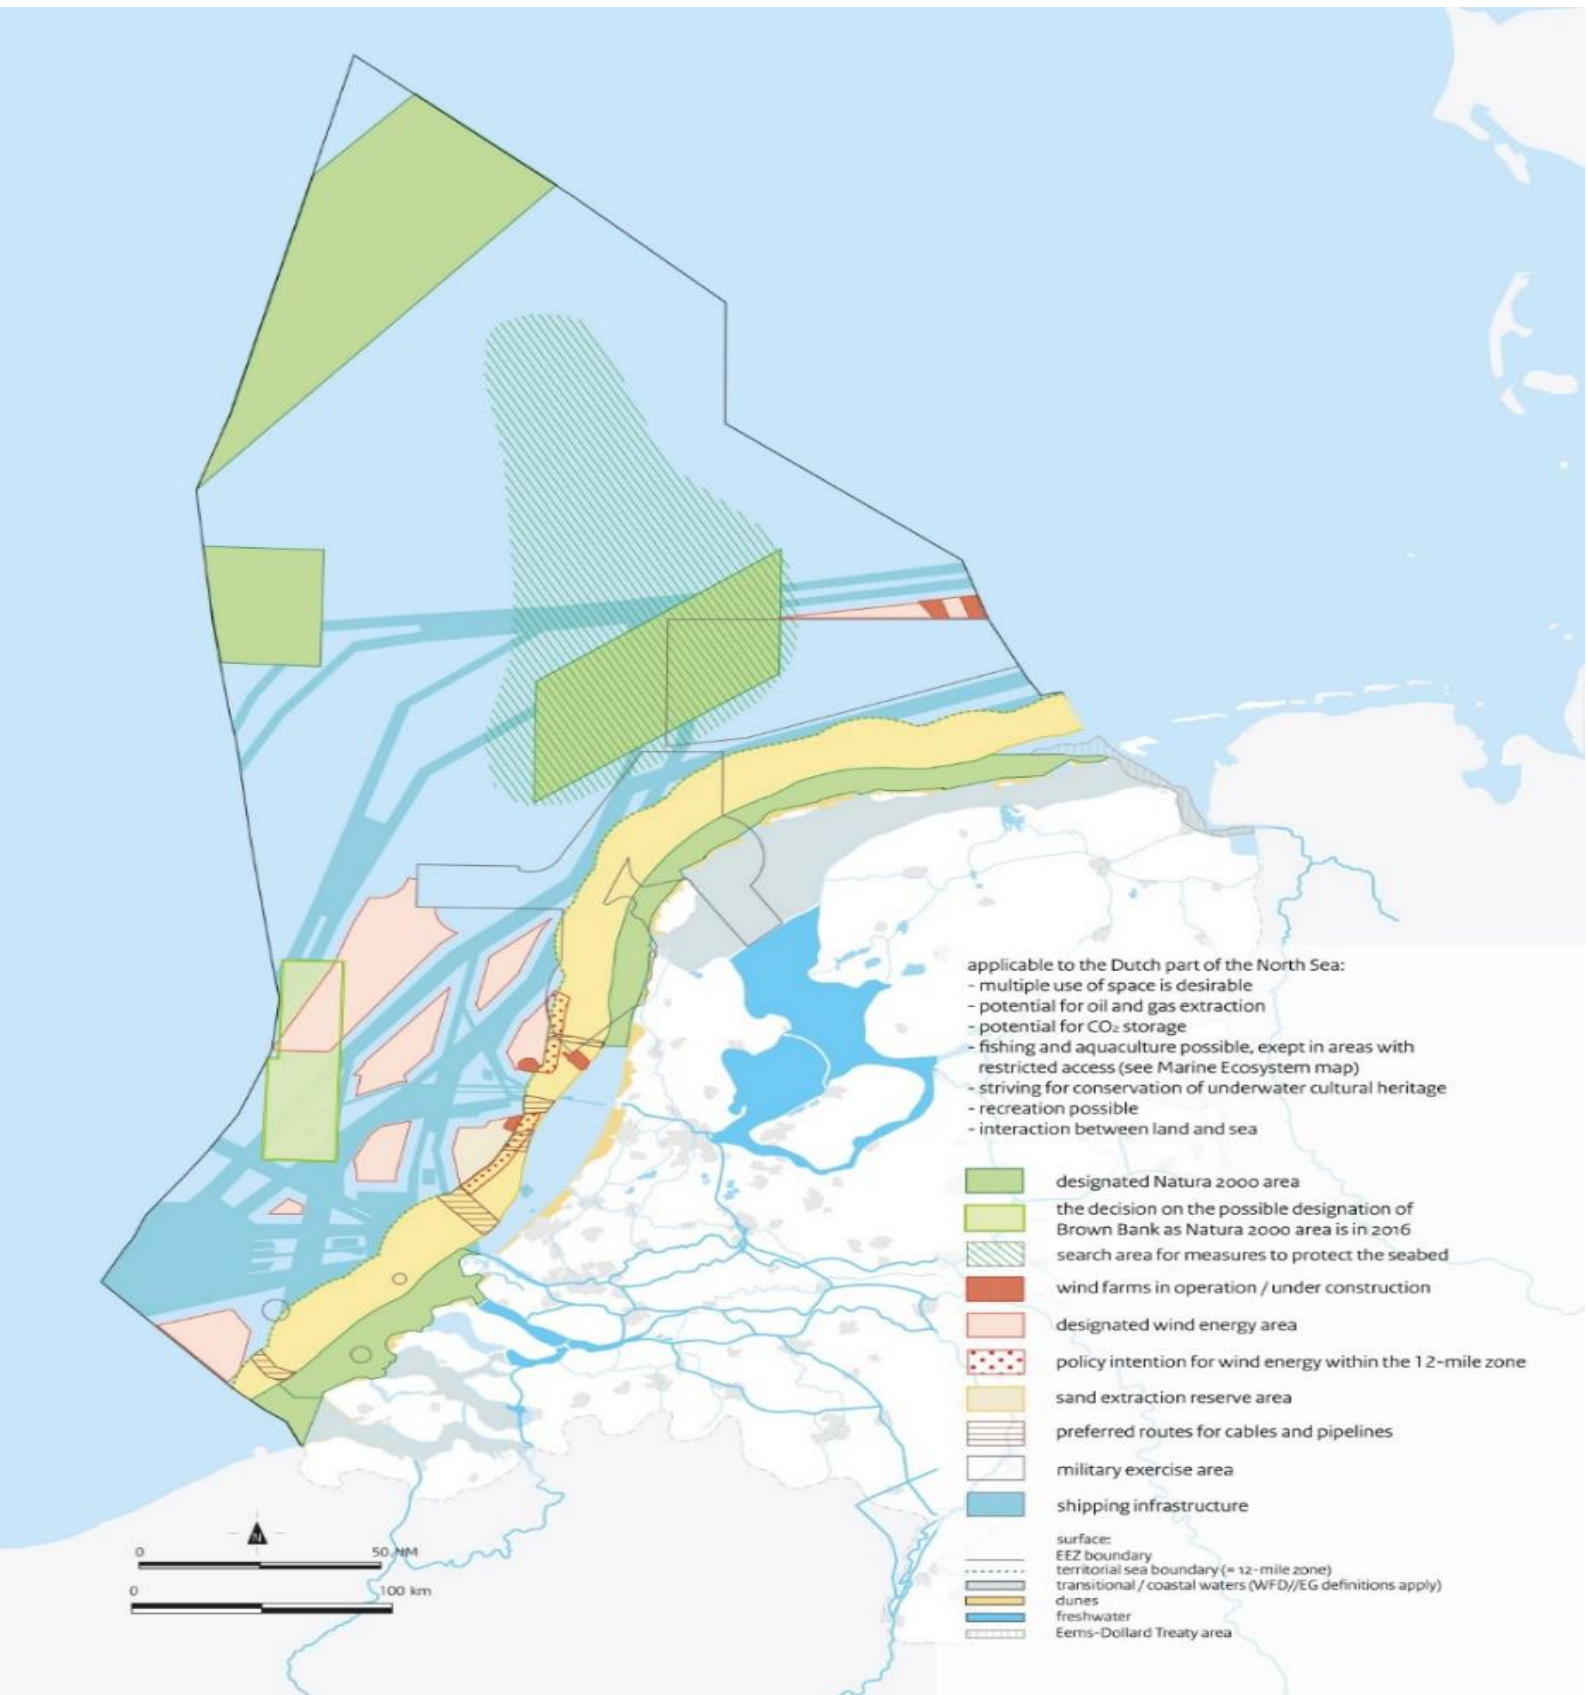 applicable to the Dutch part of the North Sea:
- multiple use of space is desirable
- potential for oil and gas extraction
- potential for CO₂ storage
- fishing and aquaculture possible, exept in areas with
restricted access (see Marine Ecosystem map)
- striving for conservation of underwater cultural heritage
- recreation possible
- interaction between land and sea
designated Natura 2000 area
the decision on the possible designation of
Brown Bank as Natura 2000 area is in 2016
search area for measures to protect the seabed
wind farms in operation / under construction
designated wind energy area
policy intention for wind energy within the 12-mile zone
sand extraction reserve area
preferred routes for cables and pipelines
military exercise area
shipping infrastructure
surface:
EEZ boundary
territorial sea boundary (= 12-mile zone)
transitional / coastal waters (WFD//EG definitions apply)
dunes
freshwater
Eems-Dollard Treaty area
N
0 50 NM
0 100 km